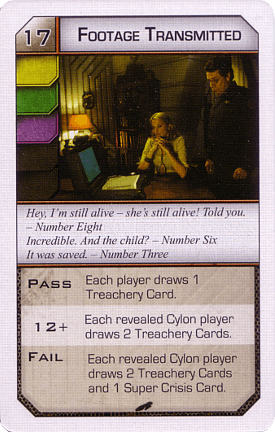 17 FOOTAGE TRANSMITTED
Hey, I'm still alive – she's still alive! Told you.
– Number Eight
Incredible. And the child? – Number Six
It was saved. – Number Three
PASS Each player draws 1
Treachery Card.
12+ Each revealed Cylon player
draws 2 Treachery Cards.
FAIL Each revealed Cylon player
draws 2 Treachery Cards
and 1 Super Crisis Card.